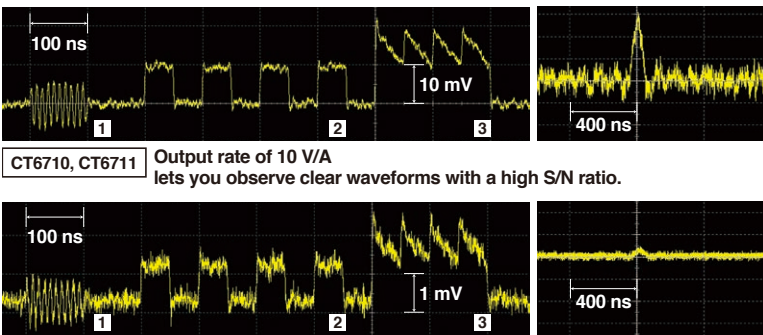 100 ns
10 mV
1
2
3
400 ns
CT6710, CT6711
Output rate of 10 V/A
lets you observe clear waveforms with a high S/N ratio.
100 ns
1 mV
1
2
3
400 ns